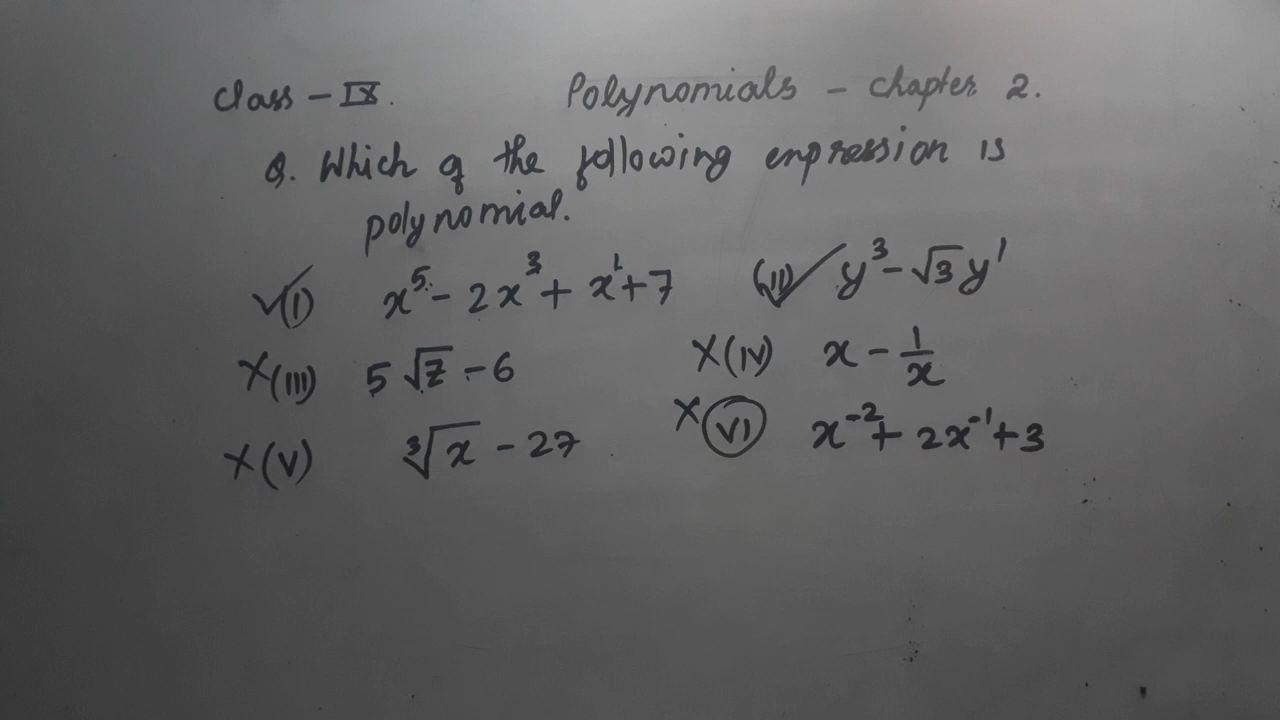 Class - IX. Polynomials - Chapter 2.
Q. Which of the following expression is
polynomial.
✓(I) x⁵ - 2x³ + x¹ + 7 (II) ✓ y³ - √3 y¹
X(III) 5√z - 6 X(IV) x - 1/x
X(V) ³√x - 27 X(VI) x⁻² + 2x⁻¹ + 3